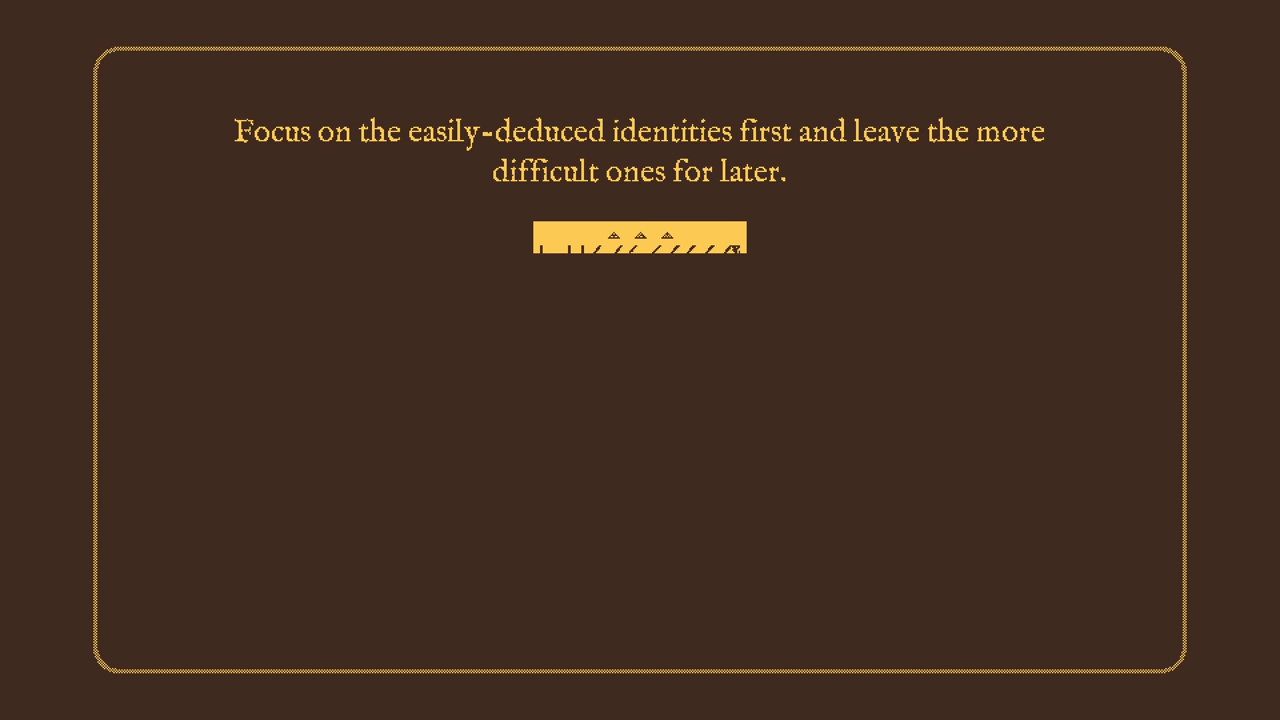 Focus on the easily-deduced identities first and leave the more
difficult ones for later.